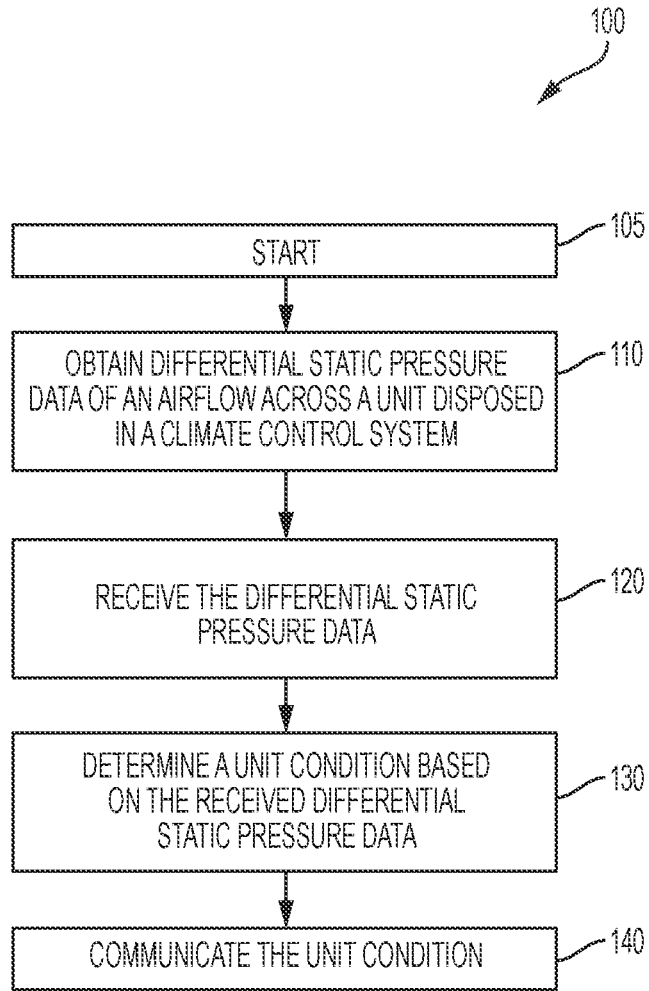 100
START
105
OBTAIN DIFFERENTIAL STATIC PRESSURE
DATA OF AN AIRFLOW ACROSS A UNIT DISPOSED
IN A CLIMATE CONTROL SYSTEM
110
RECEIVE THE DIFFERENTIAL STATIC
PRESSURE DATA
120
DETERMINE A UNIT CONDITION BASED
ON THE RECEIVED DIFFERENTIAL
STATIC PRESSURE DATA
130
COMMUNICATE THE UNIT CONDITION
140